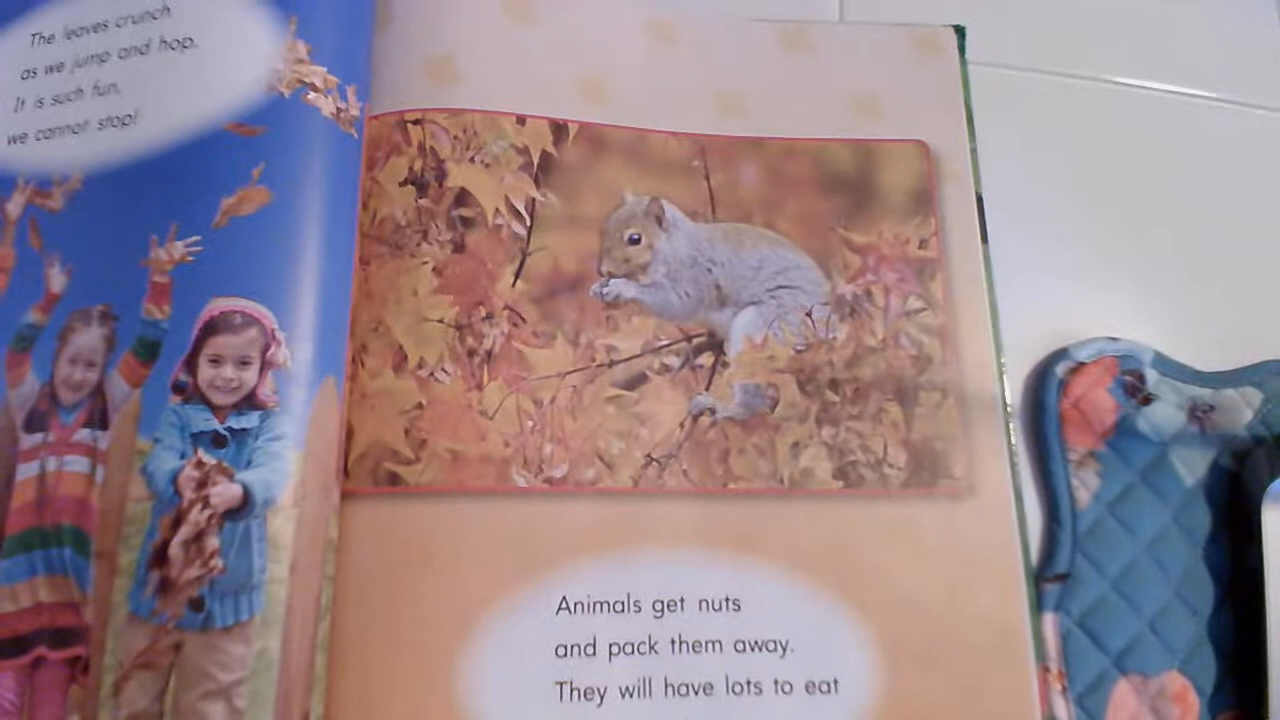 The leaves crunch
as we jump and hop.
It is such fun,
we cannot stop!
Animals get nuts
and pack them away.
They will have lots to eat